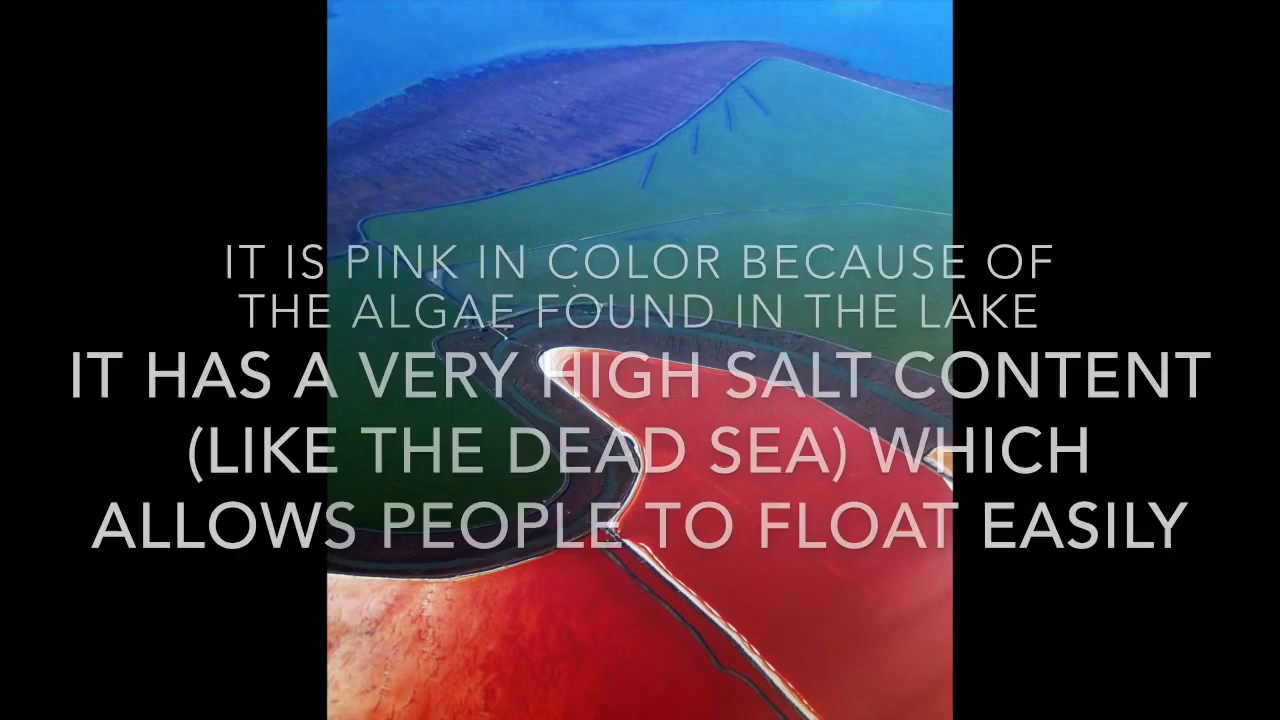 IT IS PINK IN COLOR BECAUSE OF
THE ALGAE FOUND IN THE LAKE
IT HAS A VERY HIGH SALT CONTENT
(LIKE THE DEAD SEA) WHICH
ALLOWS PEOPLE TO FLOAT EASILY